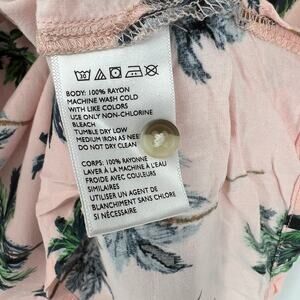 BODY: 100% RAYON
MACHINE WASH COLD
WITH LIKE COLORS
USE ONLY NON-CHLORINE
BLEACH
TUMBLE DRY LOW
MEDIUM IRON AS NEE
DO NOT DRY CLEAN
CORPS: 100% RAYONNE
LAVER À LA MACHINE À L'EAU
FROIDE AVEC COULEURS
SIMILAIRES
UTILISER UN AGENT DE
BLANCHIMENT SANS CHLORE
SI NÉCESSAIRE